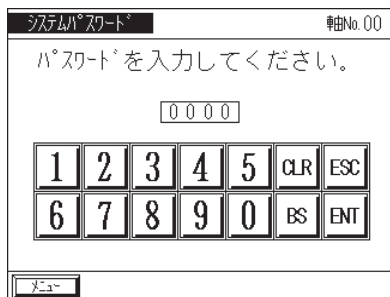 ｼｽﾃﾑﾊﾟｽﾜｰﾄﾞ 軸No.00
ﾊﾟｽﾜｰﾄﾞを入力してください。
0000
1 2 3 4 5 CLR ESC
6 7 8 9 0 BS ENT
ﾒﾆｭｰ